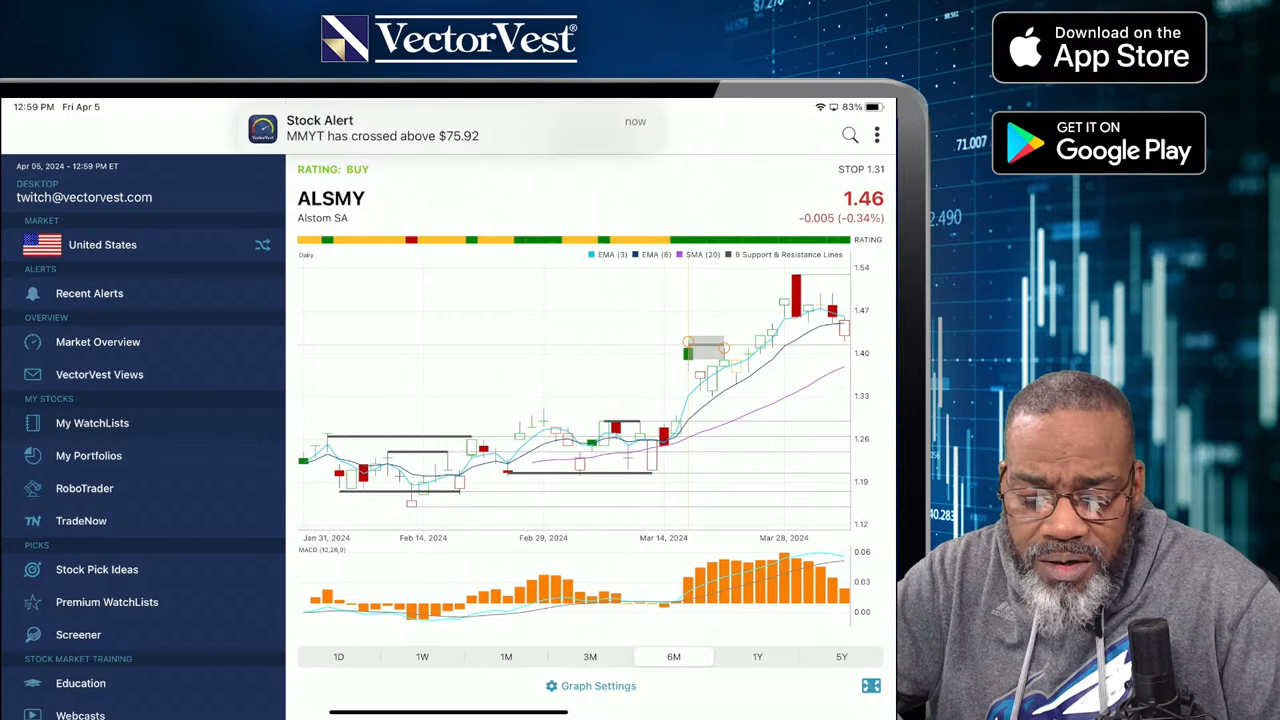 VectorVest®
Download on the
App Store
GET IT ON
Google Play
12:59 PM Fri Apr 5
83%
Stock Alert
now
MMYT has crossed above $75.92
Apr 05, 2024 - 12:59 PM ET
DESKTOP
twitch@vectorvest.com
MARKET
United States
ALERTS
Recent Alerts
OVERVIEW
Market Overview
VectorVest Views
MY STOCKS
My WatchLists
My Portfolios
RoboTrader
TN TradeNow
PICKS
Stock Pick Ideas
Premium WatchLists
Screener
STOCK MARKET TRAINING
Education
Webcasts
RATING: BUY
STOP 1.31
ALSMY
1.46
Alstom SA
-0.005 (-0.34%)
RATING
Daily
EMA (3) EMA (8) SMA (20) 8 Support & Resistance Lines
1.54
1.47
1.40
1.33
1.26
1.19
1.12
Jan 31, 2024 Feb 14, 2024 Feb 29, 2024 Mar 14, 2024 Mar 28, 2024
MACD (12,26,9)
0.06
0.03
0.00
1D 1W 1M 3M 6M 1Y 5Y
Graph Settings
71.007
2.490
40.283